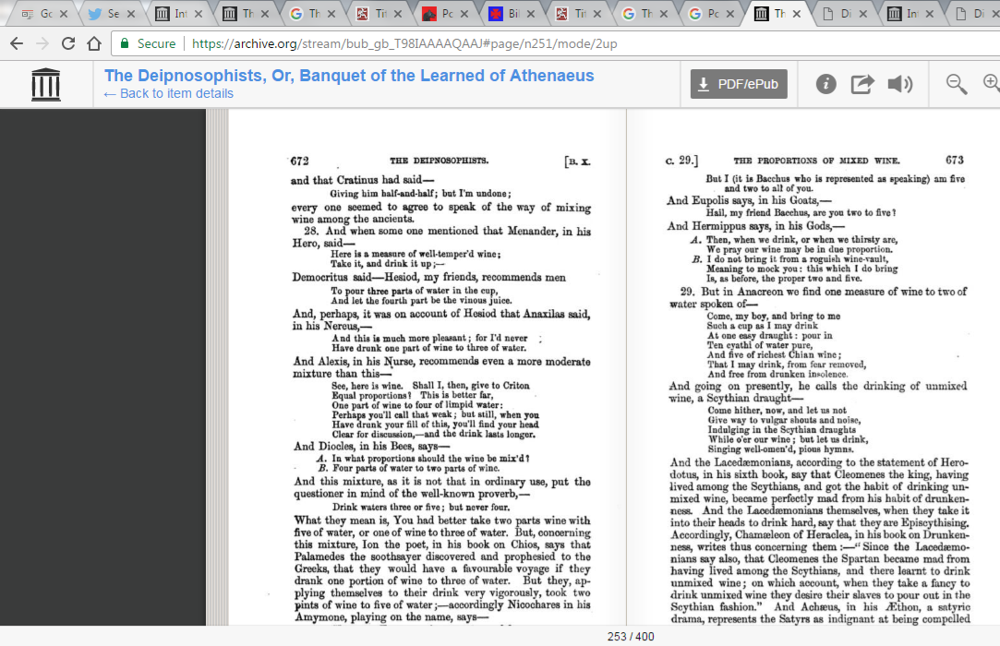 Go
Se
Int
Th
Th
Tit
Po
Bil
Tit
Th
Po
Th
Di
In
Di
Secure
https://archive.org/stream/bub_gb_T98IAAAAQAAJ#page/n251/mode/2up
The Deipnosophists, Or, Banquet of the Learned of Athenaeus
← Back to item details
PDF/ePub
672 THE DEIPNOSOPHISTS. [B. X.
and that Cratinus had said—
Giving him half-and-half; but I'm undone;
every one seemed to agree to speak of the way of mixing
wine among the ancients.
28. And when some one mentioned that Menander, in his
Hero, said—
Here is a measure of well-temper'd wine;
Take it, and drink it up;—
Democritus said—Hesiod, my friends, recommends men
To pour three parts of water in the cup,
And let the fourth part be the vinous juice.
And, perhaps, it was on account of Hesiod that Anaxilas said,
in his Nereus,—
And this is much more pleasant; for I'd never
Have drunk one part of wine to three of water.
And Alexis, in his Nurse, recommends even a more moderate
mixture than this—
See, here is wine. Shall I, then, give to Criton
Equal proportions? This is better far,
One part of wine to four of limpid water:
Perhaps you'll call that weak; but still, when you
Have drunk your fill of this, you'll find your head
Clear for discussion,—and the drink lasts longer.
And Diocles, in his Bees, says—
A. In what proportions should the wine be mix'd?
B. Four parts of water to two parts of wine.
And this mixture, as it is not that in ordinary use, put the
questioner in mind of the well-known proverb,—
Drink waters three or five; but never four.
What they mean is, You had better take two parts wine with
five of water, or one of wine to three of water. But, concerning
this mixture, Ion the poet, in his book on Chios, says that
Palamedes the soothsayer discovered and prophesied to the
Greeks, that they would have a favourable voyage if they
drank one portion of wine to three of water. But they, ap-
plying themselves to their drink very vigorously, took two
pints of wine to five of water;—accordingly Nicochares in his
Amymone, playing on the name, says—
C. 29.] THE PROPORTIONS OF MIXED WINE. 673
But I (it is Bacchus who is represented as speaking) am five
and two to all of you.
And Eupolis says, in his Goats,—
Hail, my friend Bacchus, are you two to five?
And Hermippus says, in his Gods,—
A. Then, when we drink, or when we thirsty are,
We pray our wine may be in due proportion.
B. I do not bring it from a roguish wine-vault,
Meaning to mock you: this which I do bring
Is, as before, the proper two and five.
29. But in Anacreon we find one measure of wine to two of
water spoken of—
Come, my boy, and bring to me
Such a cup as I may drink
At one easy draught: pour in
Ten cyathi of water pure,
And five of richest Chian wine;
That I may drink, from fear removed,
And free from drunken insolence.
And going on presently, he calls the drinking of unmixed
wine, a Scythian draught—
Come hither, now, and let us not
Give way to vulgar shouts and noise,
Indulging in the Scythian draughts
While o'er our wine; but let us drink,
Singing well-omen'd, pious hymns.
And the Lacedæmonians, according to the statement of Hero-
dotus, in his sixth book, say that Cleomenes the king, having
lived among the Scythians, and got the habit of drinking un-
mixed wine, became perfectly mad from his habit of drunken-
ness. And the Lacedæmonians themselves, when they take it
into their heads to drink hard, say that they are Episcythising.
Accordingly, Chamæleon of Heraclea, in his book on Drunken-
ness, writes thus concerning them:—“Since the Lacedæmo-
nians say also, that Cleomenes the Spartan became mad from
having lived among the Scythians, and there learnt to drink
unmixed wine; on which account, when they take a fancy to
drink unmixed wine they desire their slaves to pour out in the
Scythian fashion.” And Achæus, in his Æthon, a satyric
drama, represents the Satyrs as indignant at being compelled
253 / 400